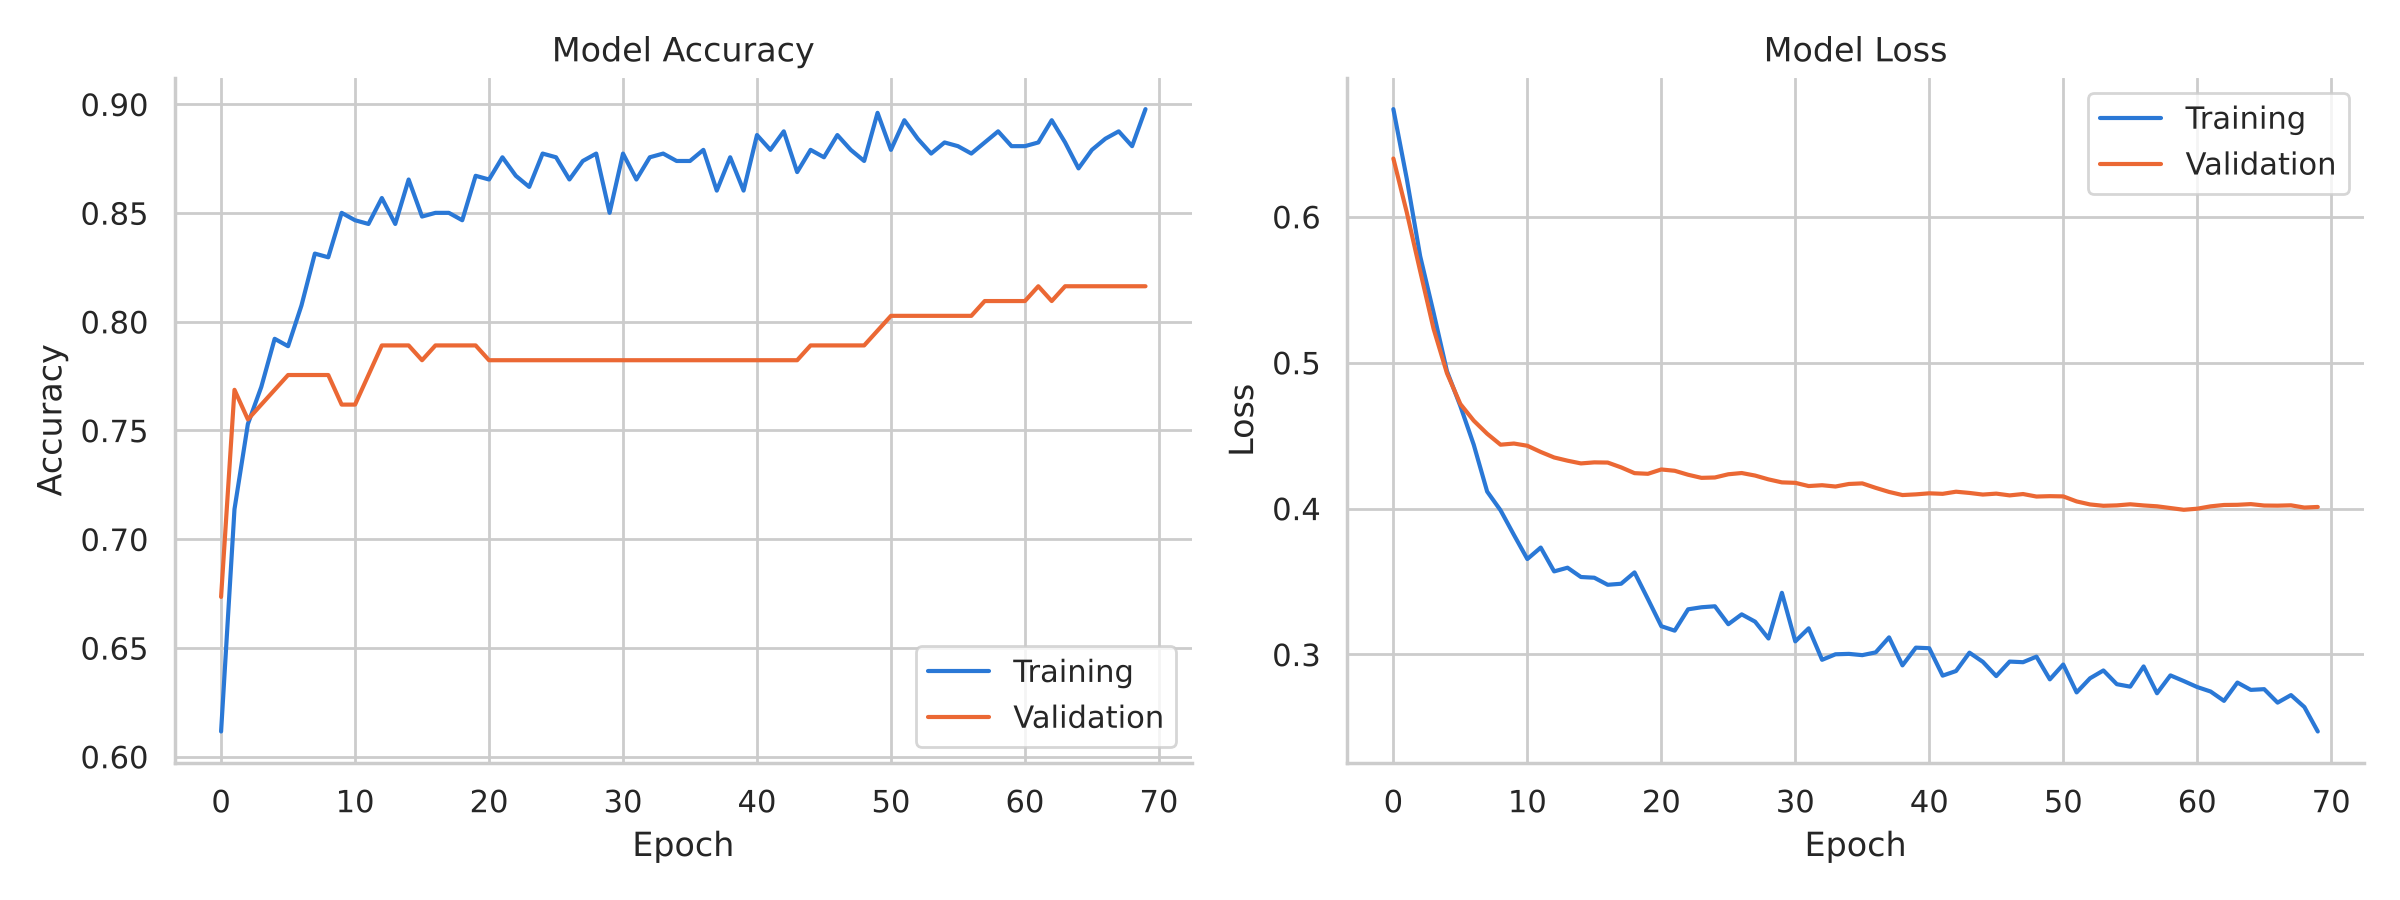 Model Accuracy
Accuracy
0.90
0.85
0.80
0.75
0.70
0.65
0.60
0 10 20 30 40 50 60 70
Epoch
Training
Validation
Model Loss
Loss
0.6
0.5
0.4
0.3
0 10 20 30 40 50 60 70
Epoch
Training
Validation